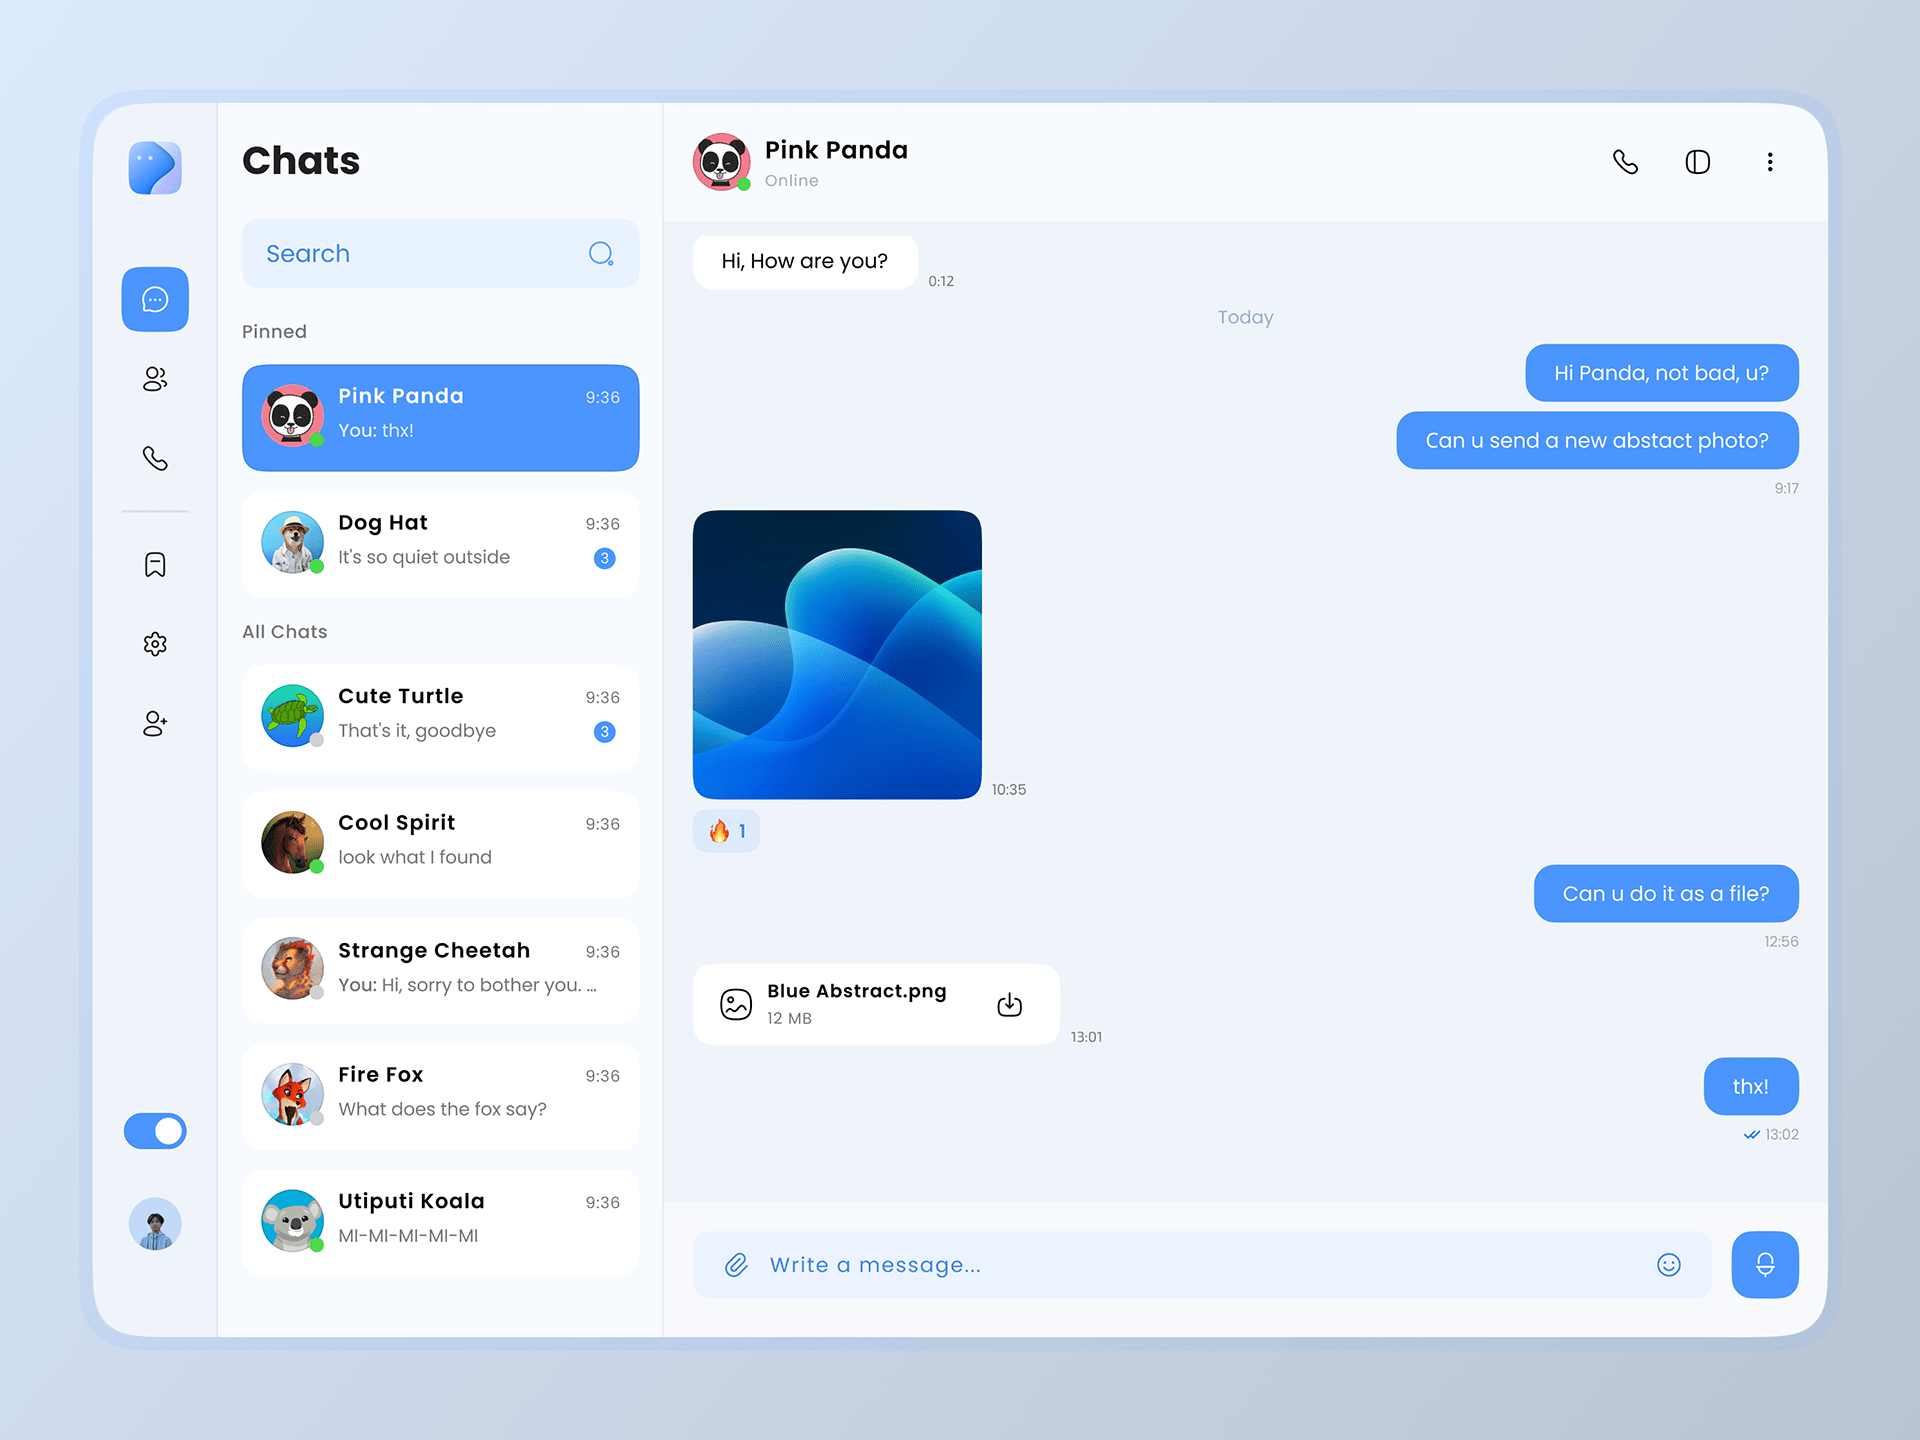 Chats
Search
Pinned
Pink Panda
9:36
You: thx!
Dog Hat
9:36
It's so quiet outside
3
All Chats
Cute Turtle
9:36
That's it, goodbye
3
Cool Spirit
9:36
look what I found
Strange Cheetah
9:36
You: Hi, sorry to bother you. ...
Fire Fox
9:36
What does the fox say?
Utiputi Koala
9:36
MI-MI-MI-MI-MI
Pink Panda
Online
Hi, How are you?
0:12
Today
Hi Panda, not bad, u?
Can u send a new abstact photo?
9:17
10:35
🔥 1
Can u do it as a file?
12:56
Blue Abstract.png
12 MB
13:01
thx!
13:02
Write a message...